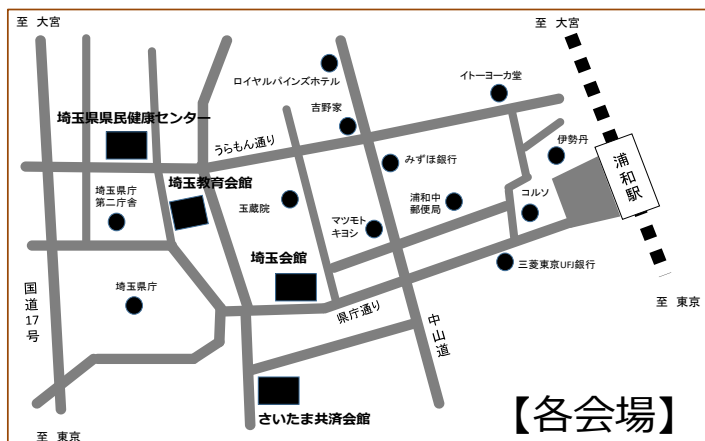 至 大宮
至 大宮
ロイヤルパインズホテル
イトーヨーカ堂
吉野家
埼玉県県民健康センター
うらもん通り
伊勢丹
浦和駅
みずほ銀行
埼玉教育会館
埼玉県庁
第二庁舎
玉蔵院
浦和中
郵便局
コルソ
マツモト
キヨシ
埼玉会館
三菱東京UFJ銀行
埼玉県庁
国道17号
県庁通り
中山道
至 東京
さいたま共済会館
【各会場】
至 東京